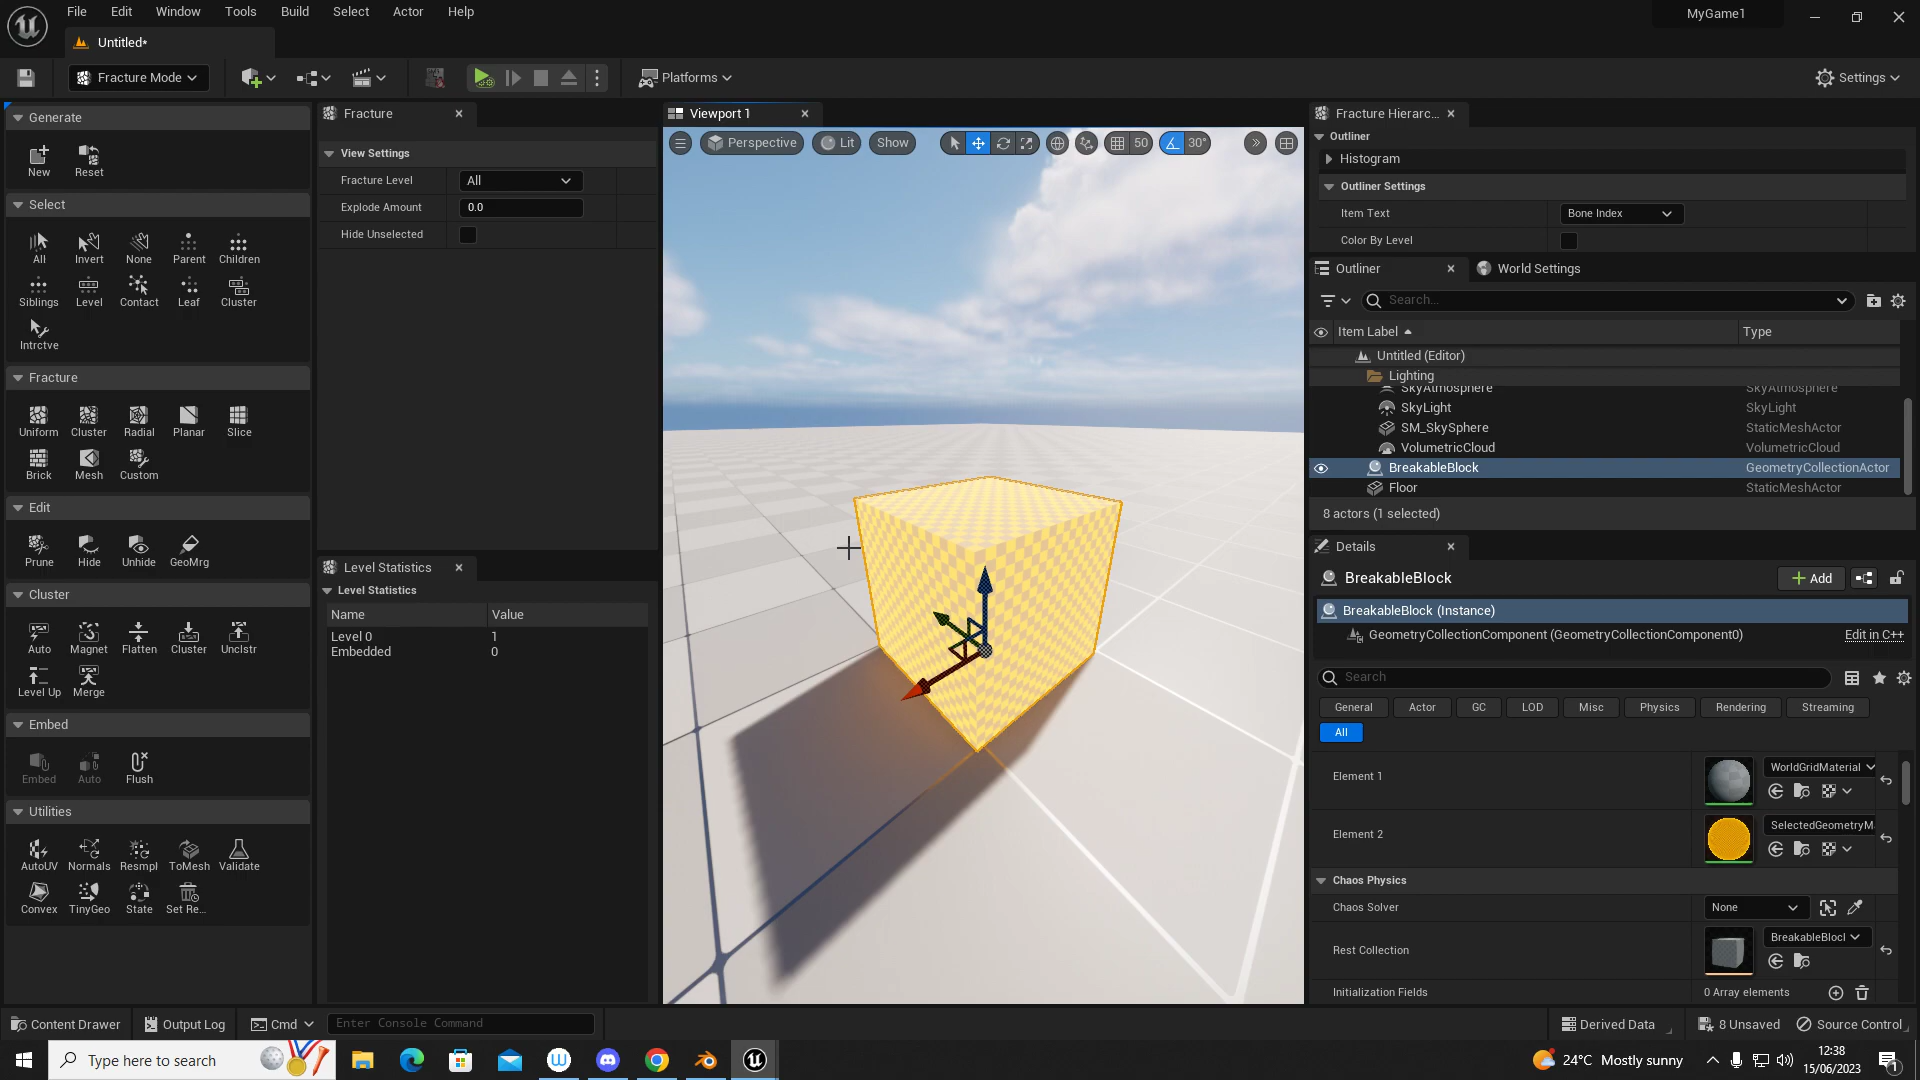 File Edit Window Tools Build Select Actor Help
MyGame1
Untitled*
Fracture Mode
Platforms
Settings
Generate
New Reset
Select
All Invert None Parent Children
Siblings Level Contact Leaf Cluster
Intrctve
Fracture
Uniform Cluster Radial Planar Slice
Brick Mesh Custom
Edit
Prune Hide Unhide GeoMrg
Cluster
Auto Magnet Flatten Cluster Unclstr
Level Up Merge
Embed
Embed Auto Flush
Utilities
AutoUV Normals Resmpl ToMesh Validate
Convex TinyGeo State Set Re...
Fracture
View Settings
Fracture Level All
Explode Amount 0.0
Hide Unselected
Level Statistics
Level Statistics
Name Value
Level 0 1
Embedded 0
Viewport 1
Perspective Lit Show 50 30°
Fracture Hierarc...
Outliner
Histogram
Outliner Settings
Item Text Bone Index
Color By Level
Outliner World Settings
Search...
Item Label Type
Untitled (Editor)
Lighting
SkyAtmosphere SkyAtmosphere
SkyLight SkyLight
SM_SkySphere StaticMeshActor
VolumetricCloud VolumetricCloud
BreakableBlock GeometryCollectionActor
Floor StaticMeshActor
8 actors (1 selected)
Details
BreakableBlock Add
BreakableBlock (Instance)
GeometryCollectionComponent (GeometryCollectionComponent0) Edit in C++
Search
General Actor GC LOD Misc Physics Rendering Streaming
All
Element 1 WorldGridMaterial
Element 2 SelectedGeometryM
Chaos Physics
Chaos Solver None
Rest Collection BreakableBlocl
Initialization Fields 0 Array elements
Content Drawer Output Log Cmd Enter Console Command
Derived Data 8 Unsaved Source Control
Type here to search
24°C Mostly sunny
12:38
15/06/2023
1